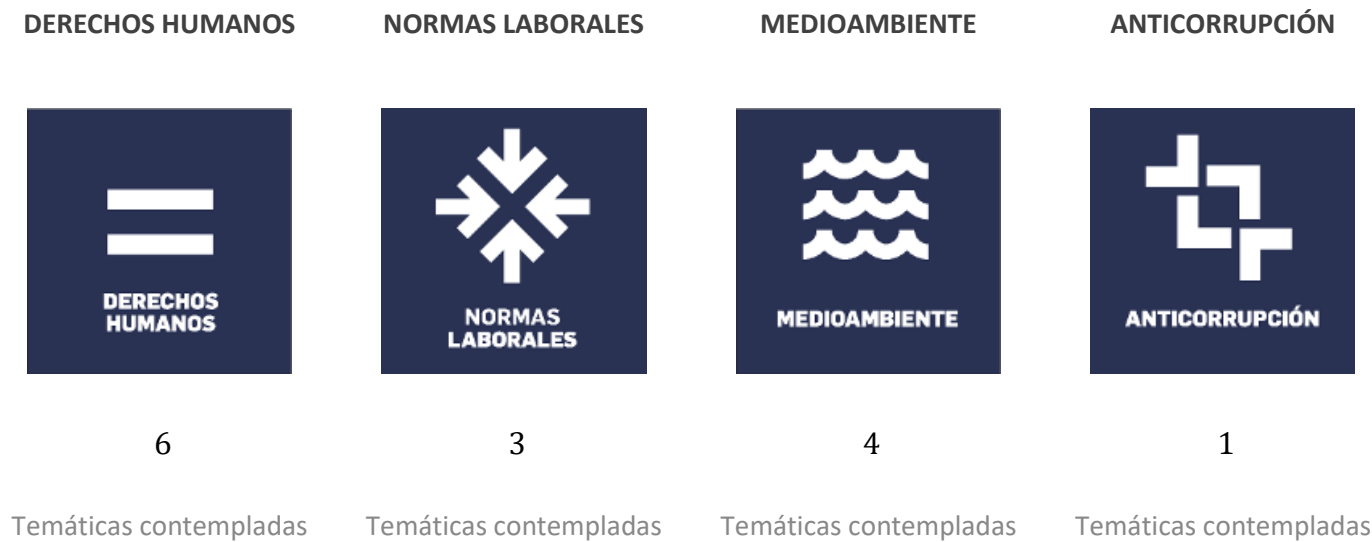 DERECHOS HUMANOS
NORMAS LABORALES
MEDIOAMBIENTE
ANTICORRUPCIÓN
DERECHOS
HUMANOS
NORMAS
LABORALES
MEDIOAMBIENTE
ANTICORRUPCIÓN
6
3
4
1
Temáticas contempladas
Temáticas contempladas
Temáticas contempladas
Temáticas contempladas